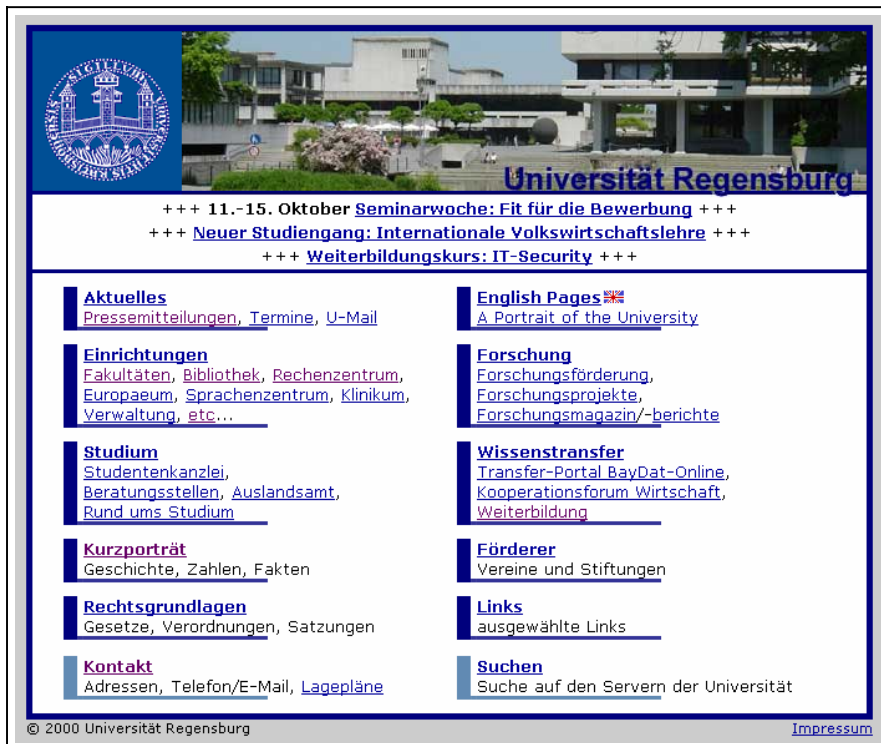 SIGILLUM UNIVERSITATIS RATISBONENSIS
Universität Regensburg
+++ 11.-15. Oktober Seminarwoche: Fit für die Bewerbung +++
+++ Neuer Studiengang: Internationale Volkswirtschaftslehre +++
+++ Weiterbildungskurs: IT-Security +++
Aktuelles
Pressemitteilungen, Termine, U-Mail
Einrichtungen
Fakultäten, Bibliothek, Rechenzentrum,
Europaeum, Sprachenzentrum, Klinikum,
Verwaltung, etc...
Studium
Studentenkanzlei,
Beratungsstellen, Auslandsamt,
Rund ums Studium
Kurzporträt
Geschichte, Zahlen, Fakten
Rechtsgrundlagen
Gesetze, Verordnungen, Satzungen
Kontakt
Adressen, Telefon/E-Mail, Lagepläne
English Pages
A Portrait of the University
Forschung
Forschungsförderung,
Forschungsprojekte,
Forschungsmagazin/-berichte
Wissenstransfer
Transfer-Portal BayDat-Online,
Kooperationsforum Wirtschaft,
Weiterbildung
Förderer
Vereine und Stiftungen
Links
ausgewählte Links
Suchen
Suche auf den Servern der Universität
© 2000 Universität Regensburg
Impressum